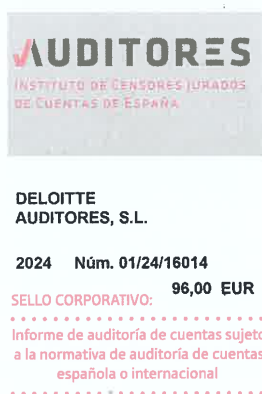 AUDITORES
INSTITUTO DE CENSORES JURADOS
DE CUENTAS DE ESPAÑA
DELOITTE
AUDITORES, S.L.
2024 Núm. 01/24/16014
96,00 EUR
SELLO CORPORATIVO:
Informe de auditoría de cuentas sujeto
a la normativa de auditoría de cuentas
española o internacional